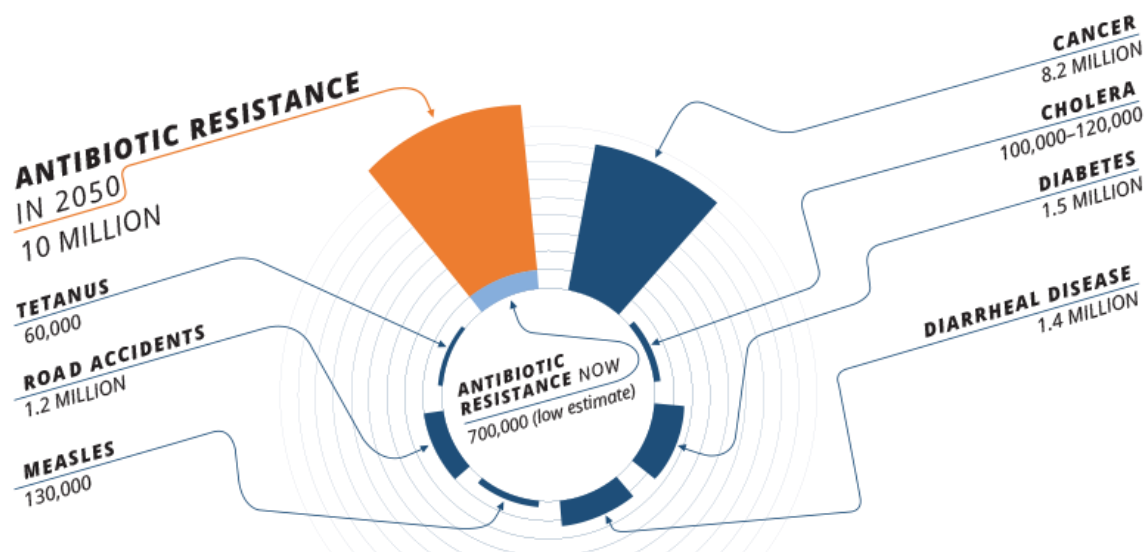 ANTIBIOTIC RESISTANCE
IN 2050
10 MILLION
TETANUS
60,000
ROAD ACCIDENTS
1.2 MILLION
MEASLES
130,000
ANTIBIOTIC
RESISTANCE NOW
700,000 (low estimate)
CANCER
8.2 MILLION
CHOLERA
100,000–120,000
DIABETES
1.5 MILLION
DIARRHEAL DISEASE
1.4 MILLION